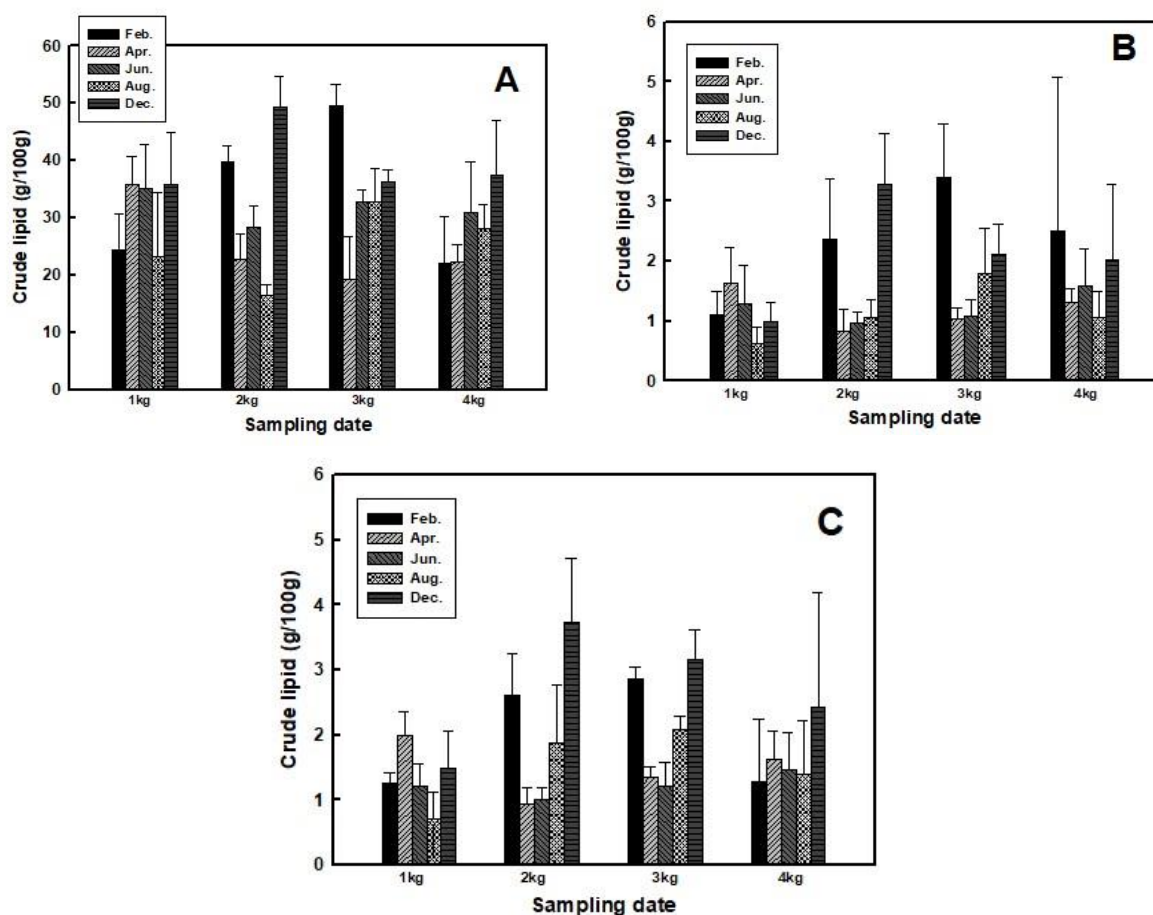 A
Feb.
Apr.
Jun.
Aug.
Dec.
Crude lipid (g/100g)
60
50
40
30
20
10
0
1kg 2kg 3kg 4kg
Sampling date
B
Feb.
Apr.
Jun.
Aug.
Dec.
Crude lipid (g/100g)
6
5
4
3
2
1
0
1kg 2kg 3kg 4kg
Sampling date
C
Feb.
Apr.
Jun.
Aug.
Dec.
Crude lipid (g/100g)
6
5
4
3
2
1
0
1kg 2kg 3kg 4kg
Sampling date